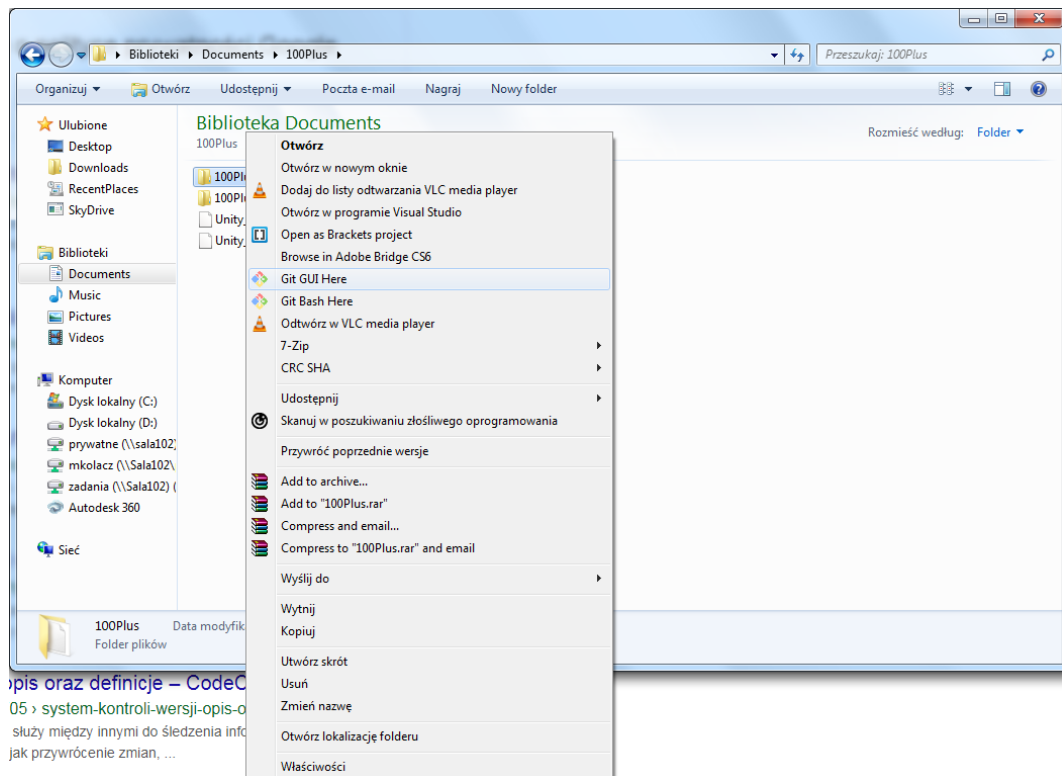 Biblioteki Documents 100Plus
Przeszukaj: 100Plus
Organizuj Otwórz Udostępnij Poczta e-mail Nagraj Nowy folder
Ulubione
Desktop
Downloads
RecentPlaces
SkyDrive
Biblioteki
Documents
Music
Pictures
Videos
Komputer
Dysk lokalny (C:)
Dysk lokalny (D:)
prywatne (\\sala102)
mkolacz (\\Sala102\
zadania (\\Sala102) (
Autodesk 360
Sieć
Biblioteka Documents
100Plus
Rozmieść według: Folder
100Pl
100Pl
Unity_
Unity_
Otwórz
Otwórz w nowym oknie
Dodaj do listy odtwarzania VLC media player
Otwórz w programie Visual Studio
Open as Brackets project
Browse in Adobe Bridge CS6
Git GUI Here
Git Bash Here
Odtwórz w VLC media player
7-Zip
CRC SHA
Udostępnij
Skanuj w poszukiwaniu złośliwego oprogramowania
Przywróć poprzednie wersje
Add to archive...
Add to "100Plus.rar"
Compress and email...
Compress to "100Plus.rar" and email
Wyślij do
Wytnij
Kopiuj
Utwórz skrót
Usuń
Zmień nazwę
Otwórz lokalizację folderu
Właściwości
100Plus Data modyfik
Folder plików
opis oraz definicje – CodeC
05 › system-kontroli-wersji-opis-o
służy między innymi do śledzenia info
jak przywrócenie zmian, ...